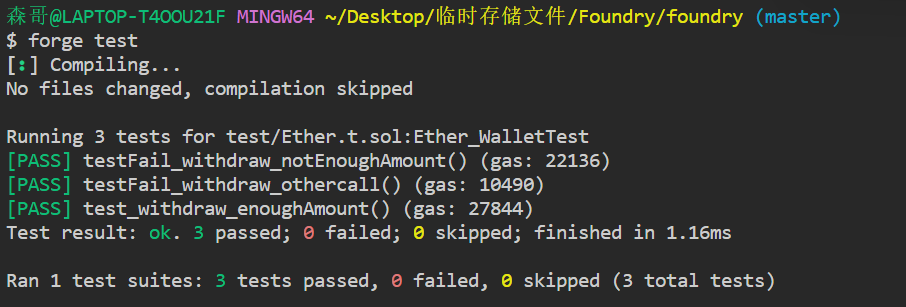 森哥@LAPTOP-T4OOU21F MINGW64 ~/Desktop/临时存储文件/Foundry/foundry (master)
$ forge test
[:] Compiling...
No files changed, compilation skipped
Running 3 tests for test/Ether.t.sol:Ether_WalletTest
[PASS] testFail_withdraw_notEnoughAmount() (gas: 22136)
[PASS] testFail_withdraw_othercall() (gas: 10490)
[PASS] test_withdraw_enoughAmount() (gas: 27844)
Test result: ok. 3 passed; 0 failed; 0 skipped; finished in 1.16ms
Ran 1 test suites: 3 tests passed, 0 failed, 0 skipped (3 total tests)